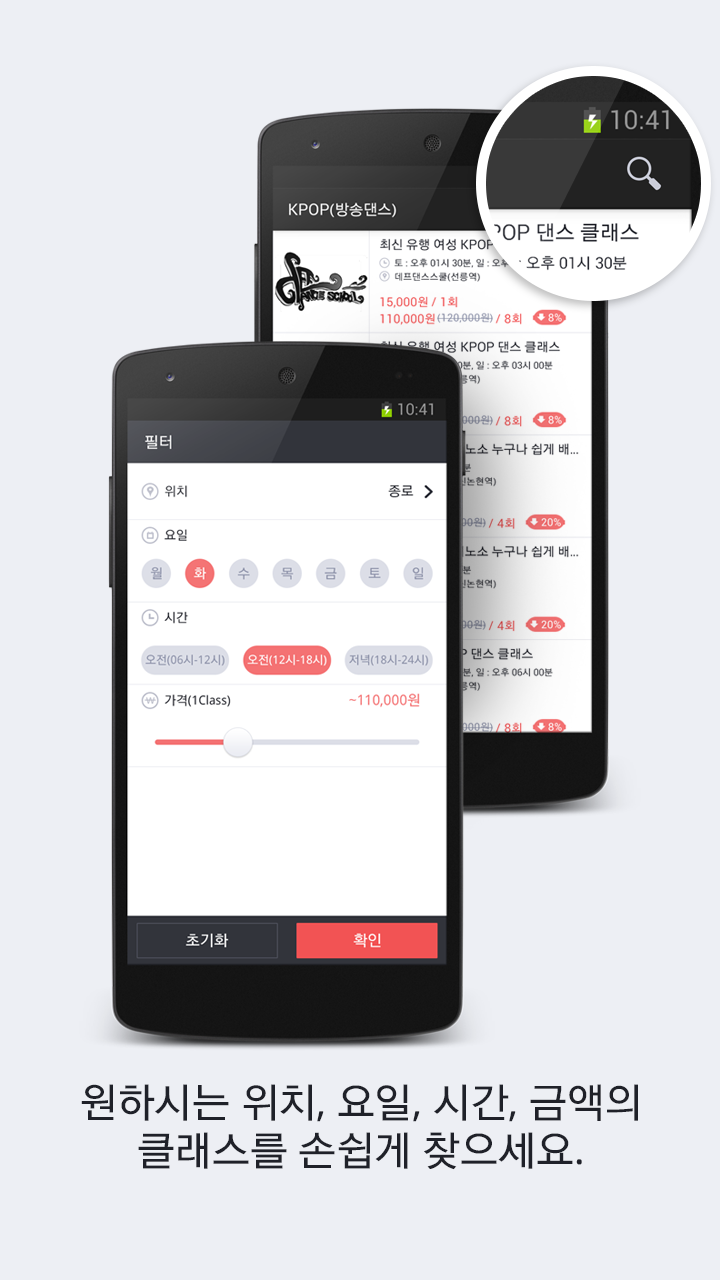 10:41
POP 댄스 클래스
오후 01시 30분
KPOP(방송댄스)
DEF DANCE SCHOOL
최신 유행 여성 KPOP
토 : 오후 01시 30분, 일 : 오후
데프댄스스쿨(선릉역)
15,000원 / 1회
110,000원(120,000원) / 8회 8%
최신 유행 여성 KPOP 댄스 클래스
0분, 일 : 오후 03시 00분
릉역)
000원) / 8회 8%
노소 누구나 쉽게 배...
분
신논현역)
00원) / 4회 20%
노소 누구나 쉽게 배...
분
신논현역)
00원) / 4회 20%
P 댄스 클래스
분, 일 : 오후 06시 00분
릉역)
000원) / 8회 8%
10:41
필터
위치 종로
요일
월 화 수 목 금 토 일
시간
오전(06시-12시) 오전(12시-18시) 저녁(18시-24시)
가격(1Class) ~110,000원
초기화 확인
원하시는 위치, 요일, 시간, 금액의
클래스를 손쉽게 찾으세요.